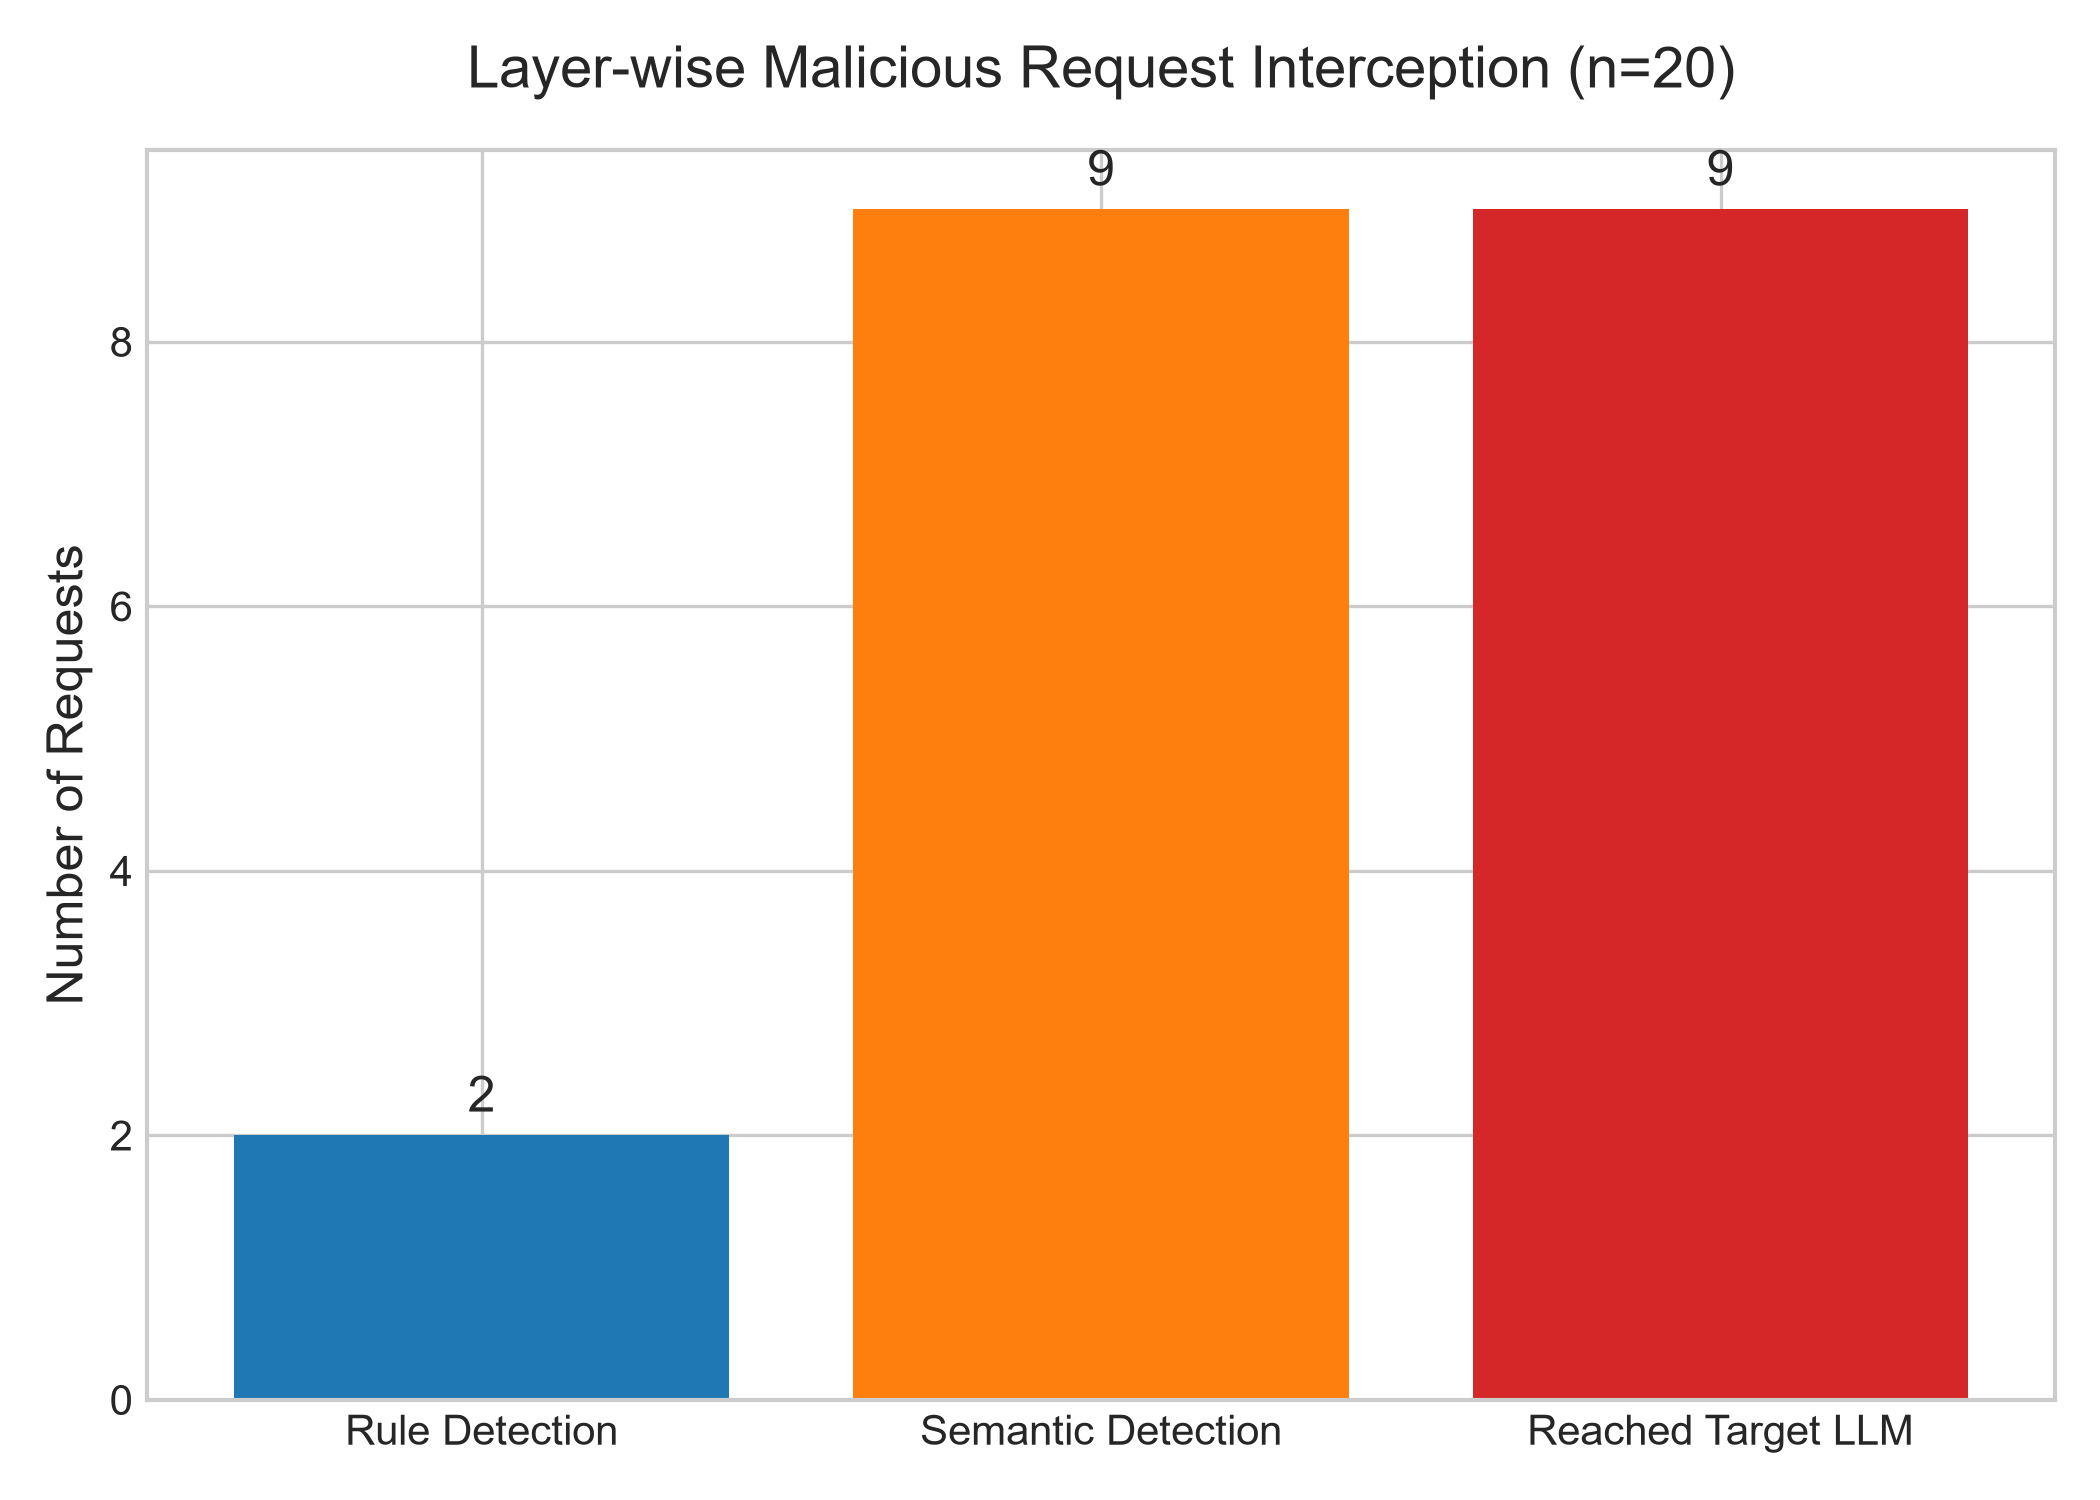 Layer-wise Malicious Request Interception (n=20)
9
9
8
6
4
2
2
0
Number of Requests
Rule Detection
Semantic Detection
Reached Target LLM